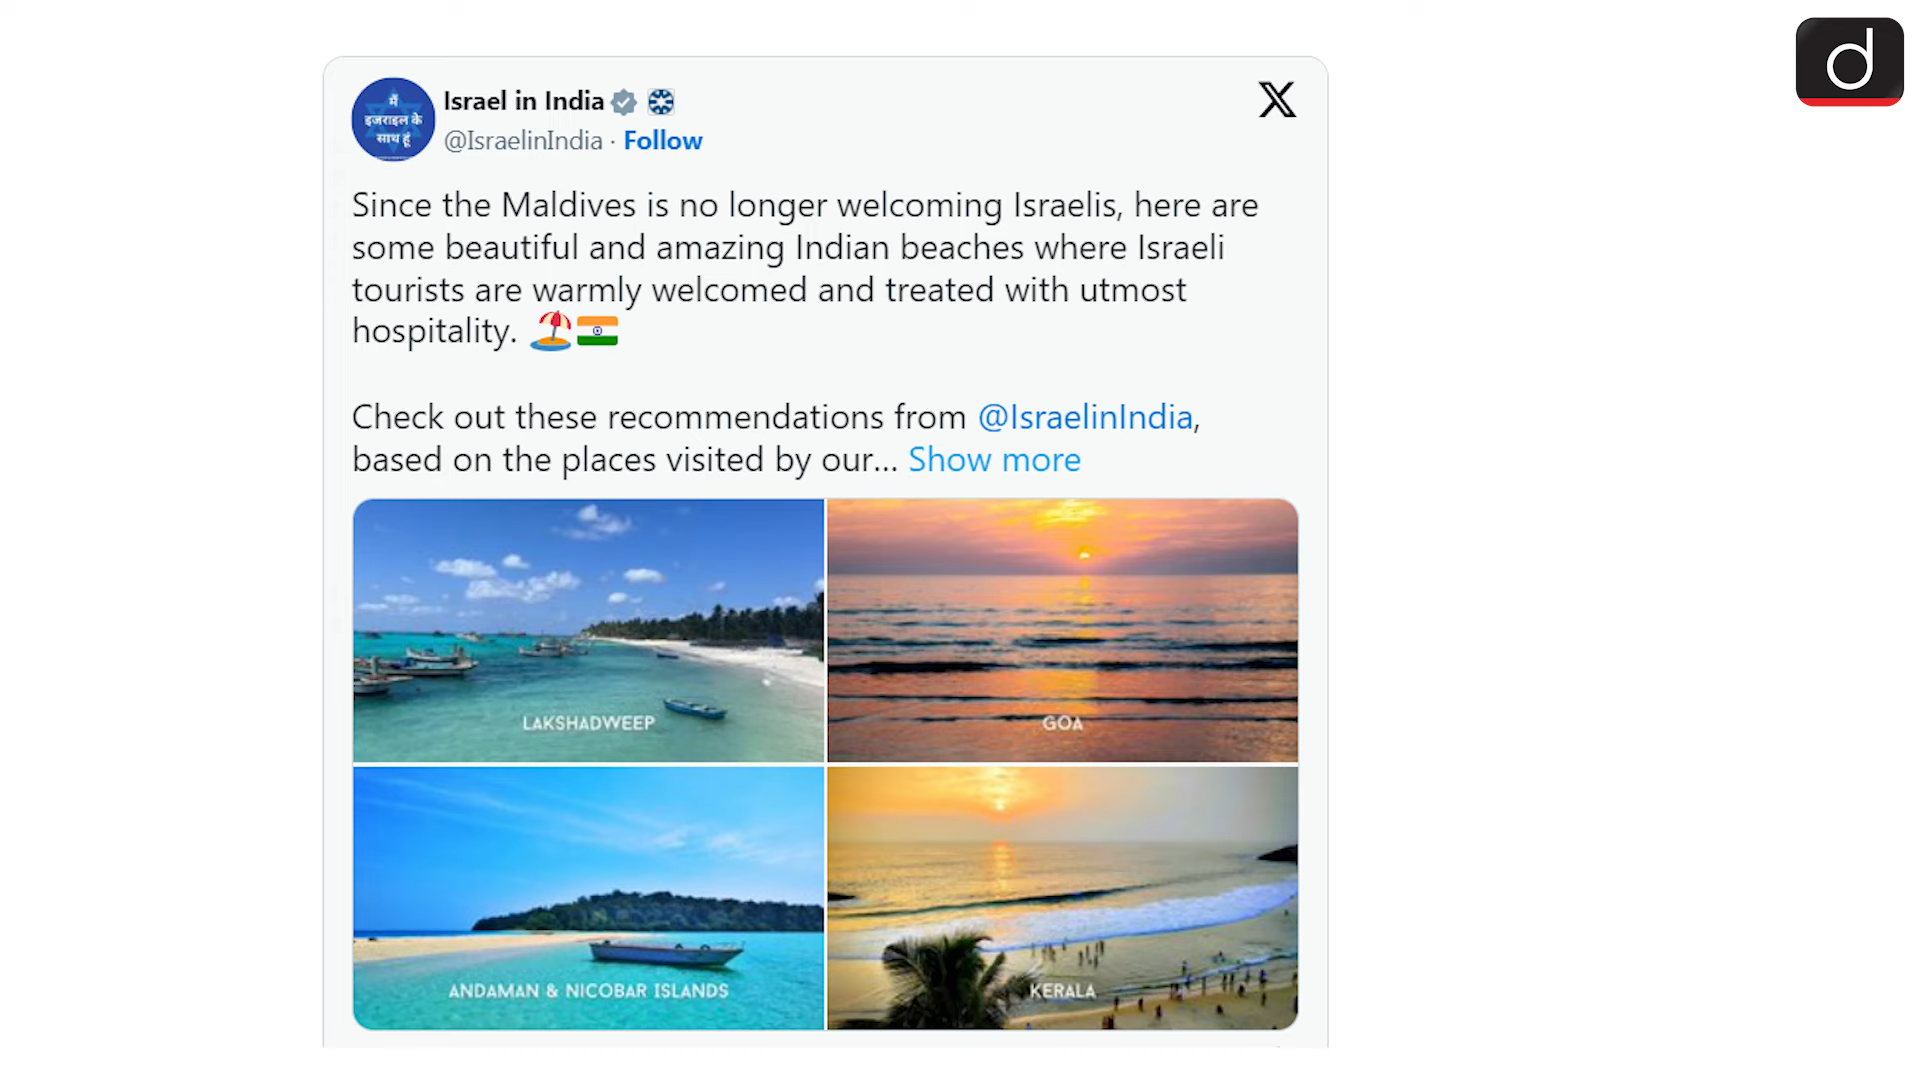 d
मैं
इजराइल के
साथ हूं
Israel in India
@IsraelinIndia · Follow
X
Since the Maldives is no longer welcoming Israelis, here are
some beautiful and amazing Indian beaches where Israeli
tourists are warmly welcomed and treated with utmost
hospitality. 🏖️🇮🇳
Check out these recommendations from @IsraelinIndia,
based on the places visited by our... Show more
LAKSHADWEEP
GOA
ANDAMAN & NICOBAR ISLANDS
KERALA